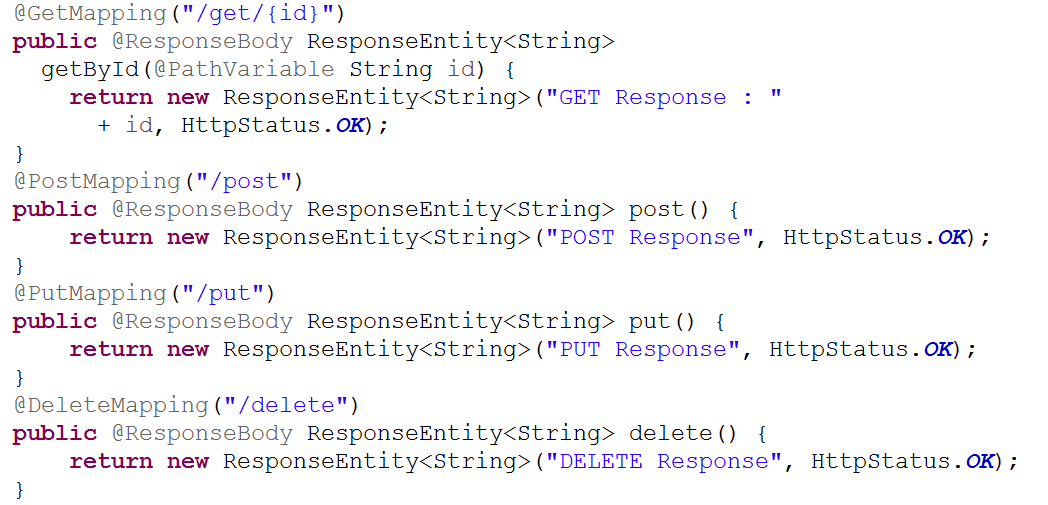 @GetMapping("/get/{id}")
public @ResponseBody ResponseEntity<String>
  getById(@PathVariable String id) {
    return new ResponseEntity<String>("GET Response : "
      + id, HttpStatus.OK);
}
@PostMapping("/post")
public @ResponseBody ResponseEntity<String> post() {
    return new ResponseEntity<String>("POST Response", HttpStatus.OK);
}
@PutMapping("/put")
public @ResponseBody ResponseEntity<String> put() {
    return new ResponseEntity<String>("PUT Response", HttpStatus.OK);
}
@DeleteMapping("/delete")
public @ResponseBody ResponseEntity<String> delete() {
    return new ResponseEntity<String>("DELETE Response", HttpStatus.OK);
}